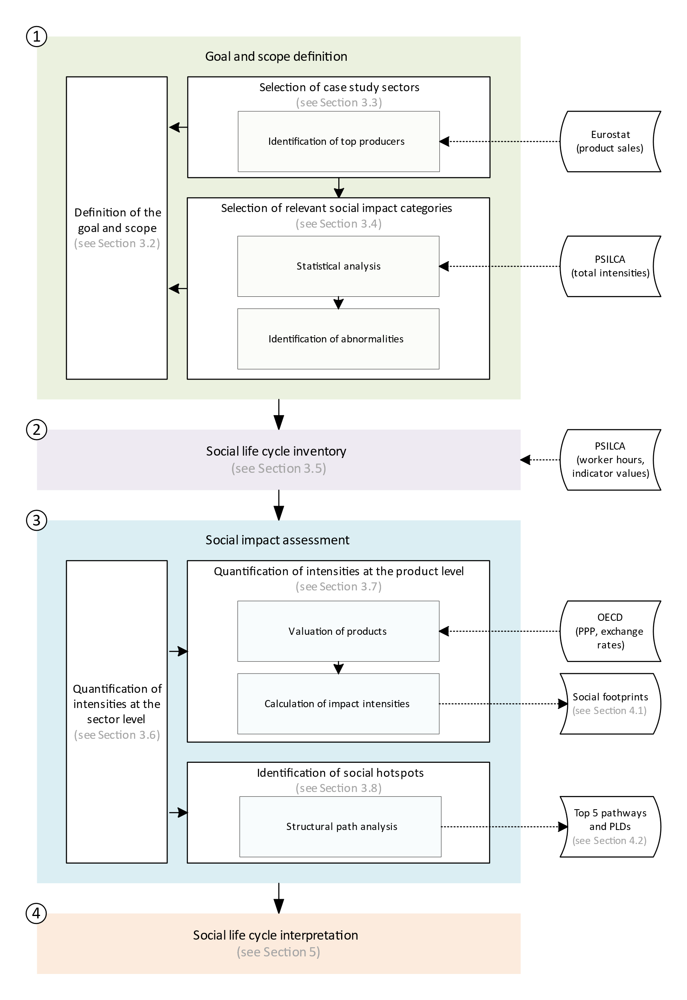 1
Goal and scope definition
Selection of case study sectors
(see Section 3.3)
Identification of top producers
Eurostat
(product sales)
Definition of the
goal and scope
(see Section 3.2)
Selection of relevant social impact categories
(see Section 3.4)
Statistical analysis
PSILCA
(total intensities)
Identification of abnormalities
2
Social life cycle inventory
(see Section 3.5)
PSILCA
(worker hours,
indicator values)
3
Social impact assessment
Quantification of
intensities at the
sector level
(see Section 3.6)
Quantification of intensities at the product level
(see Section 3.7)
Valuation of products
OECD
(PPP, exchange
rates)
Calculation of impact intensities
Social footprints
(see Section 4.1)
Identification of social hotspots
(see Section 3.8)
Structural path analysis
Top 5 pathways
and PLDs
(see Section 4.2)
4
Social life cycle interpretation
(see Section 5)